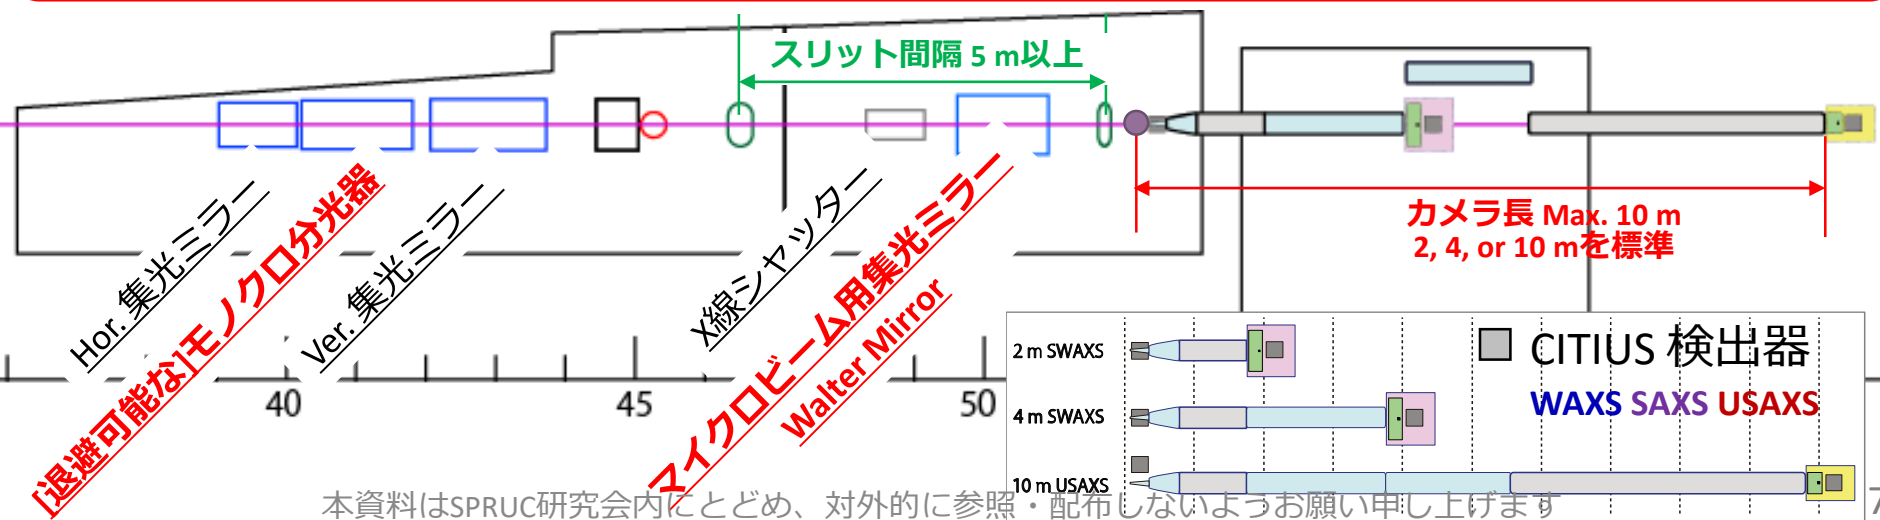 スリット間隔 5 m以上
カメラ長 Max. 10 m
2, 4, or 10 mを標準
Hor. 集光ミラー
[退避可能な]モノクロ分光器
Ver. 集光ミラー
X線シャッター
マイクロビーム用集光ミラー
Walter Mirror
40
45
50
2 m SWAXS
4 m SWAXS
10 m USAXS
CITIUS 検出器
WAXS SAXS USAXS
本資料はSPRUC研究会内にとどめ、対外的に参照・配布しないようお願い申し上げます
7